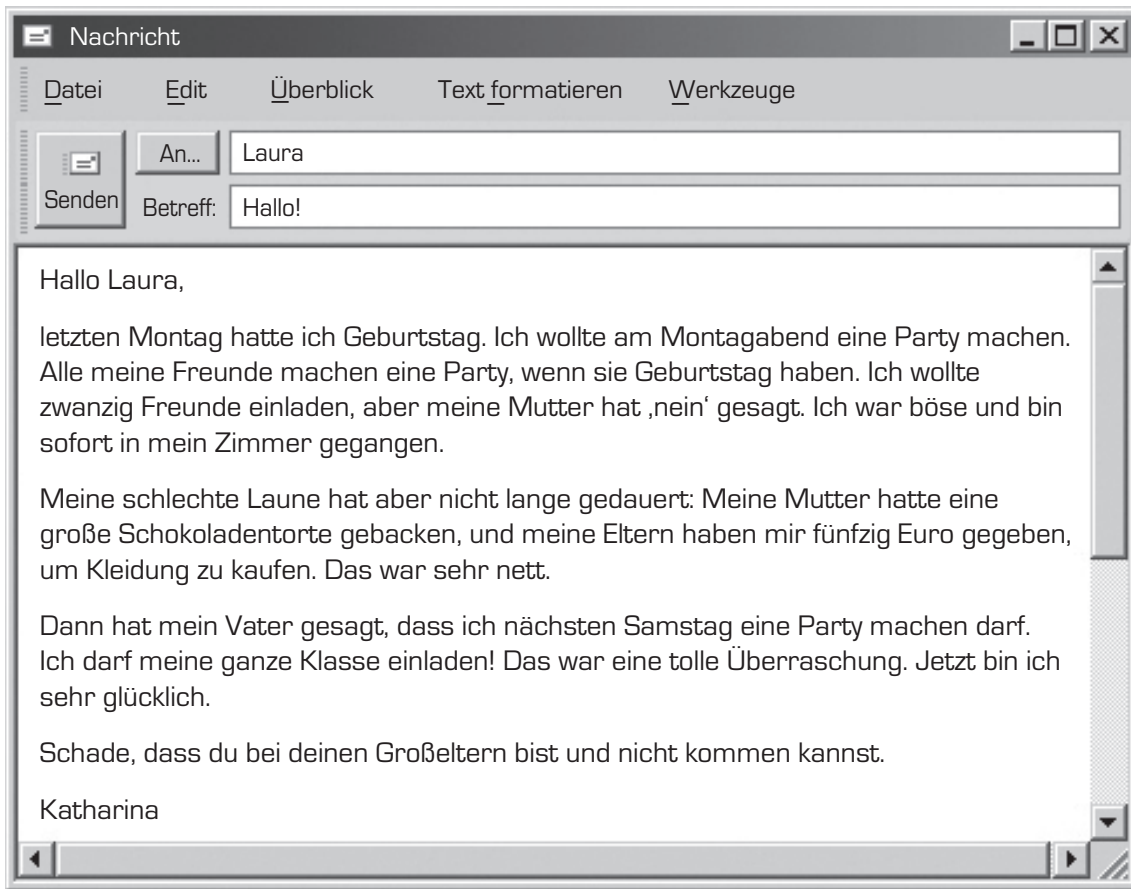 Nachricht
Datei Edit Überblick Text formatieren Werkzeuge
An... Laura
Senden Betreff: Hallo!
Hallo Laura,
letzten Montag hatte ich Geburtstag. Ich wollte am Montagabend eine Party machen.
Alle meine Freunde machen eine Party, wenn sie Geburtstag haben. Ich wollte
zwanzig Freunde einladen, aber meine Mutter hat ‚nein‘ gesagt. Ich war böse und bin
sofort in mein Zimmer gegangen.
Meine schlechte Laune hat aber nicht lange gedauert: Meine Mutter hatte eine
große Schokoladentorte gebacken, und meine Eltern haben mir fünfzig Euro gegeben,
um Kleidung zu kaufen. Das war sehr nett.
Dann hat mein Vater gesagt, dass ich nächsten Samstag eine Party machen darf.
Ich darf meine ganze Klasse einladen! Das war eine tolle Überraschung. Jetzt bin ich
sehr glücklich.
Schade, dass du bei deinen Großeltern bist und nicht kommen kannst.
Katharina